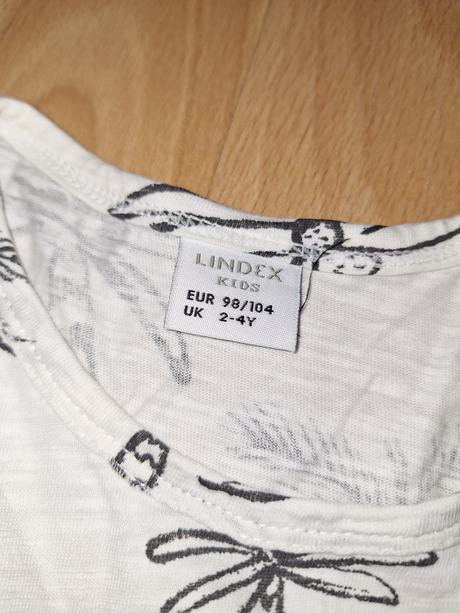 LINDEX
KIDS
EUR 98/104
UK 2-4Y